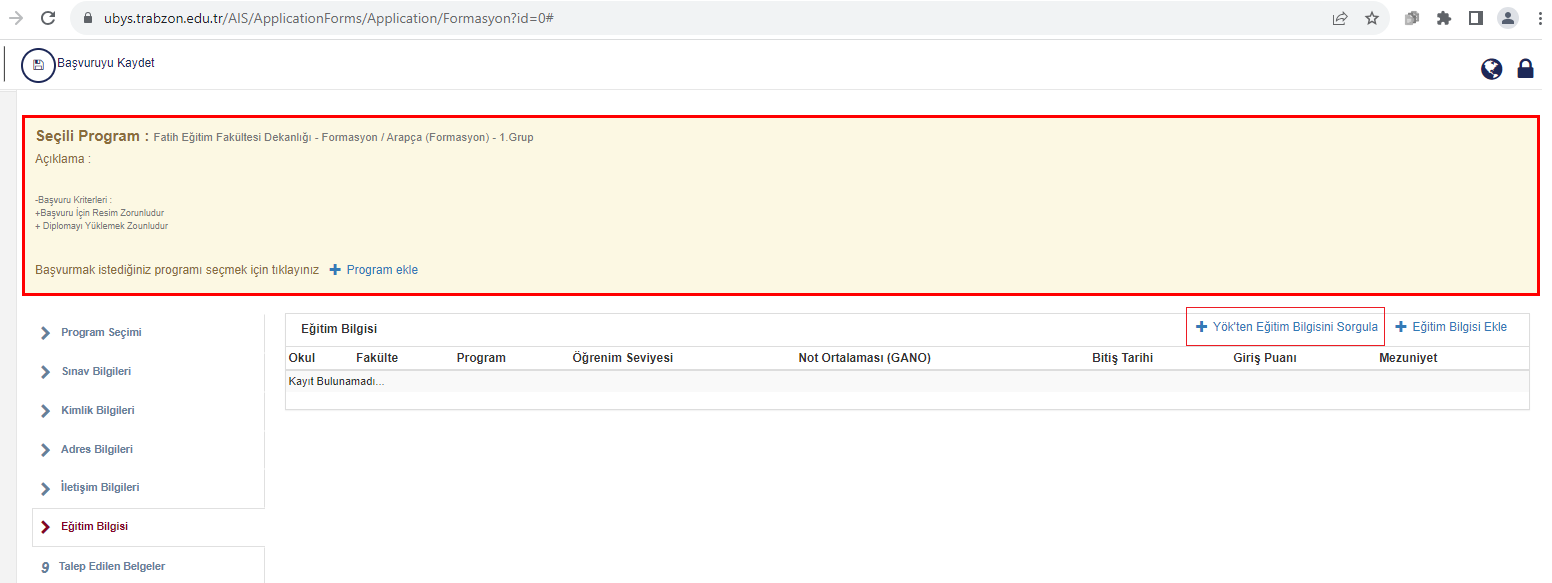 ubys.trabzon.edu.tr/AIS/ApplicationForms/Application/Formasyon?id=0#
Başvuruyu Kaydet
Seçili Program : Fatih Eğitim Fakültesi Dekanlığı - Formasyon / Arapça (Formasyon) - 1.Grup
Açıklama :
-Başvuru Kriterleri :
+Başvuru İçin Resim Zorunludur
+ Diplomayı Yüklemek Zounludur
Başvurmak istediğiniz programı seçmek için tıklayınız + Program ekle
Program Seçimi
Sınav Bilgileri
Kimlik Bilgileri
Adres Bilgileri
İletişim Bilgileri
Eğitim Bilgisi
9 Talep Edilen Belgeler
Eğitim Bilgisi + Yök'ten Eğitim Bilgisini Sorgula + Eğitim Bilgisi Ekle
Okul Fakülte Program Öğrenim Seviyesi Not Ortalaması (GANO) Bitiş Tarihi Giriş Puanı Mezuniyet
Kayıt Bulunamadı...